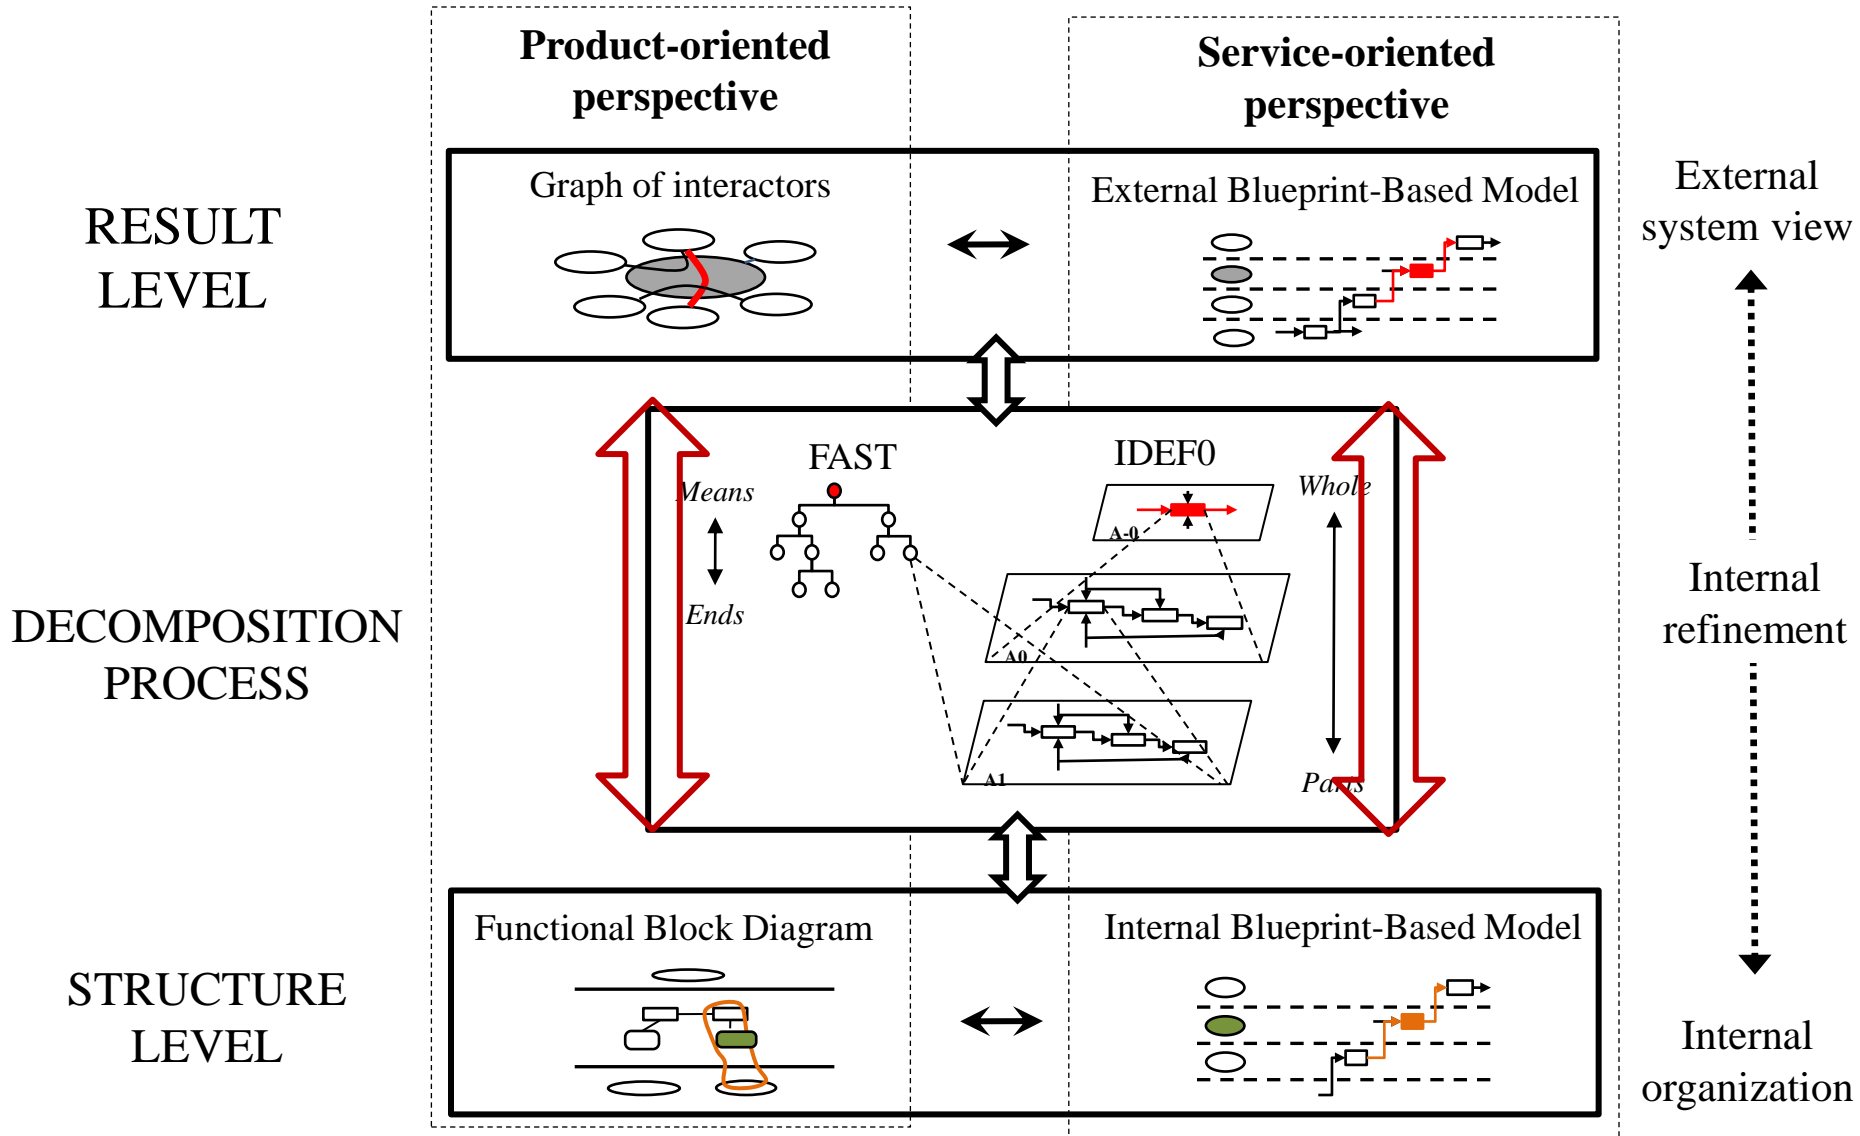 Product-oriented
perspective
Service-oriented
perspective
RESULT
LEVEL
Graph of interactors
External Blueprint-Based Model
External
system view
DECOMPOSITION
PROCESS
FAST
Means
Ends
IDEF0
A-0
A0
A1
Whole
Parts
Internal
refinement
STRUCTURE
LEVEL
Functional Block Diagram
Internal Blueprint-Based Model
Internal
organization